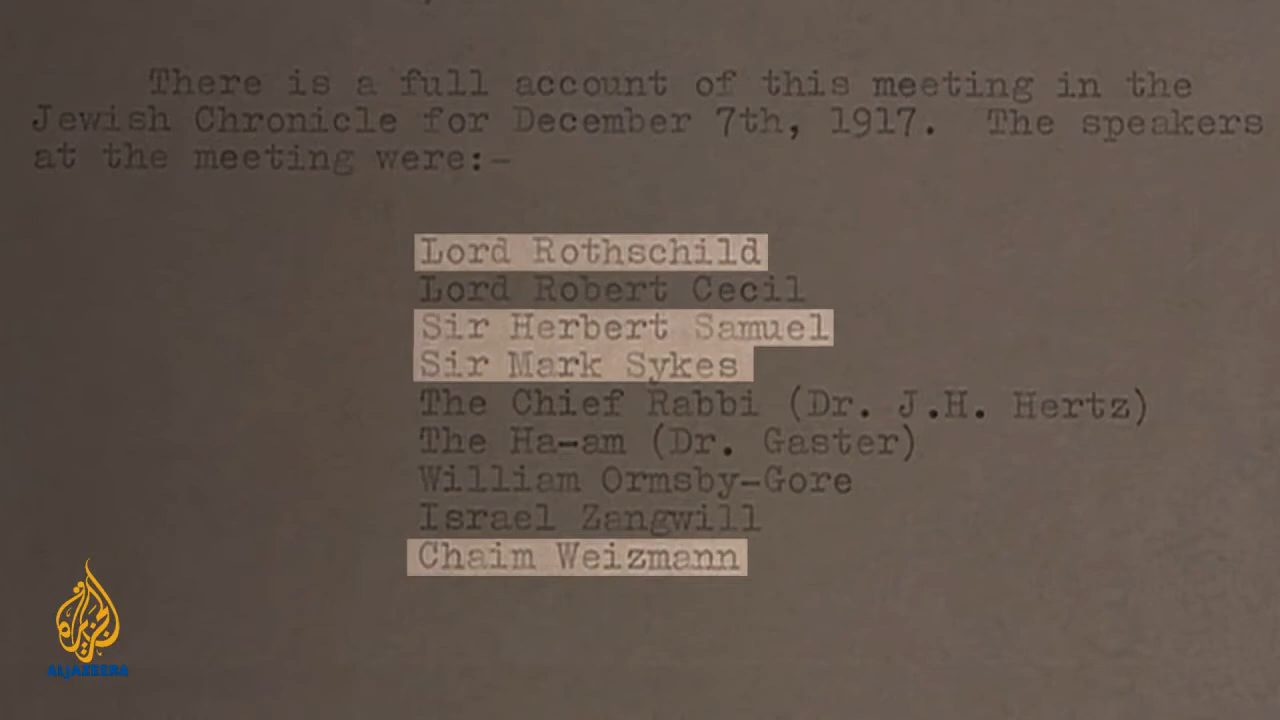 There is a full account of this meeting in the
Jewish Chronicle for December 7th, 1917. The speakers
at the meeting were:-
Lord Rothschild
Lord Robert Cecil
Sir Herbert Samuel
Sir Mark Sykes
The Chief Rabbi (Dr. J.H. Hertz)
The Ha-am (Dr. Gaster)
William Ormsby-Gore
Israel Zangwill
Chaim Weizmann
الجزيرة
ALJAZEERA